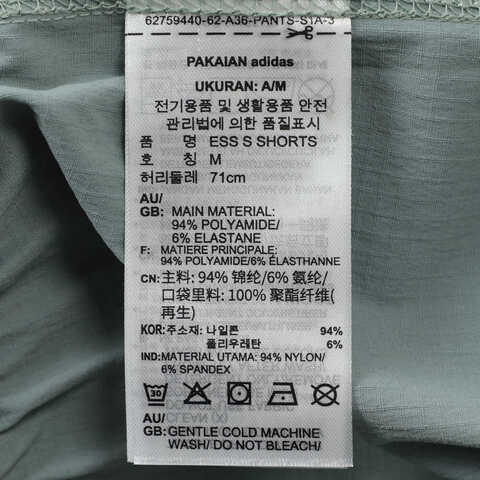 62759440-62-A36-PANTS-S1A-3
PAKAIAN adidas
UKURAN: A/M
전기용품 및 생활용품 안전
관리법에 의한 품질표시
품 명 ESS S SHORTS
호 칭 M
허리둘레 71cm
AU/
GB: MAIN MATERIAL:
94% POLYAMIDE/
6% ELASTANE
F: MATIERE PRINCIPALE:
94% POLYAMIDE/6% ÉLASTHANNE
CN: 主料: 94% 锦纶/6% 氨纶/
口袋里料: 100% 聚酯纤维(
再生)
KOR: 주소재: 나일론 94%
폴리우레탄 6%
IND: MATERIAL UTAMA: 94% NYLON/
6% SPANDEX
30
AU/
GB: GENTLE COLD MACHINE
WASH/ DO NOT BLEACH/